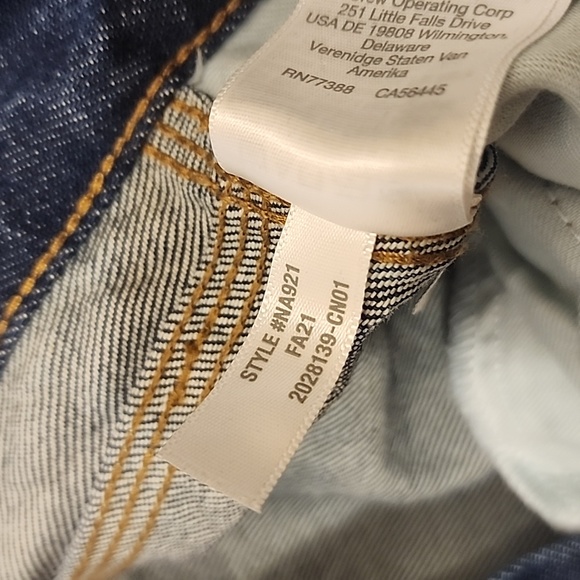 Operating Corp
251 Little Falls Drive
USA DE 19808 Wilmington,
Delaware
Verenidge Staten Van
Amerika
RN77388 CA56445
STYLE #NA921
FA21
2028139-CN01